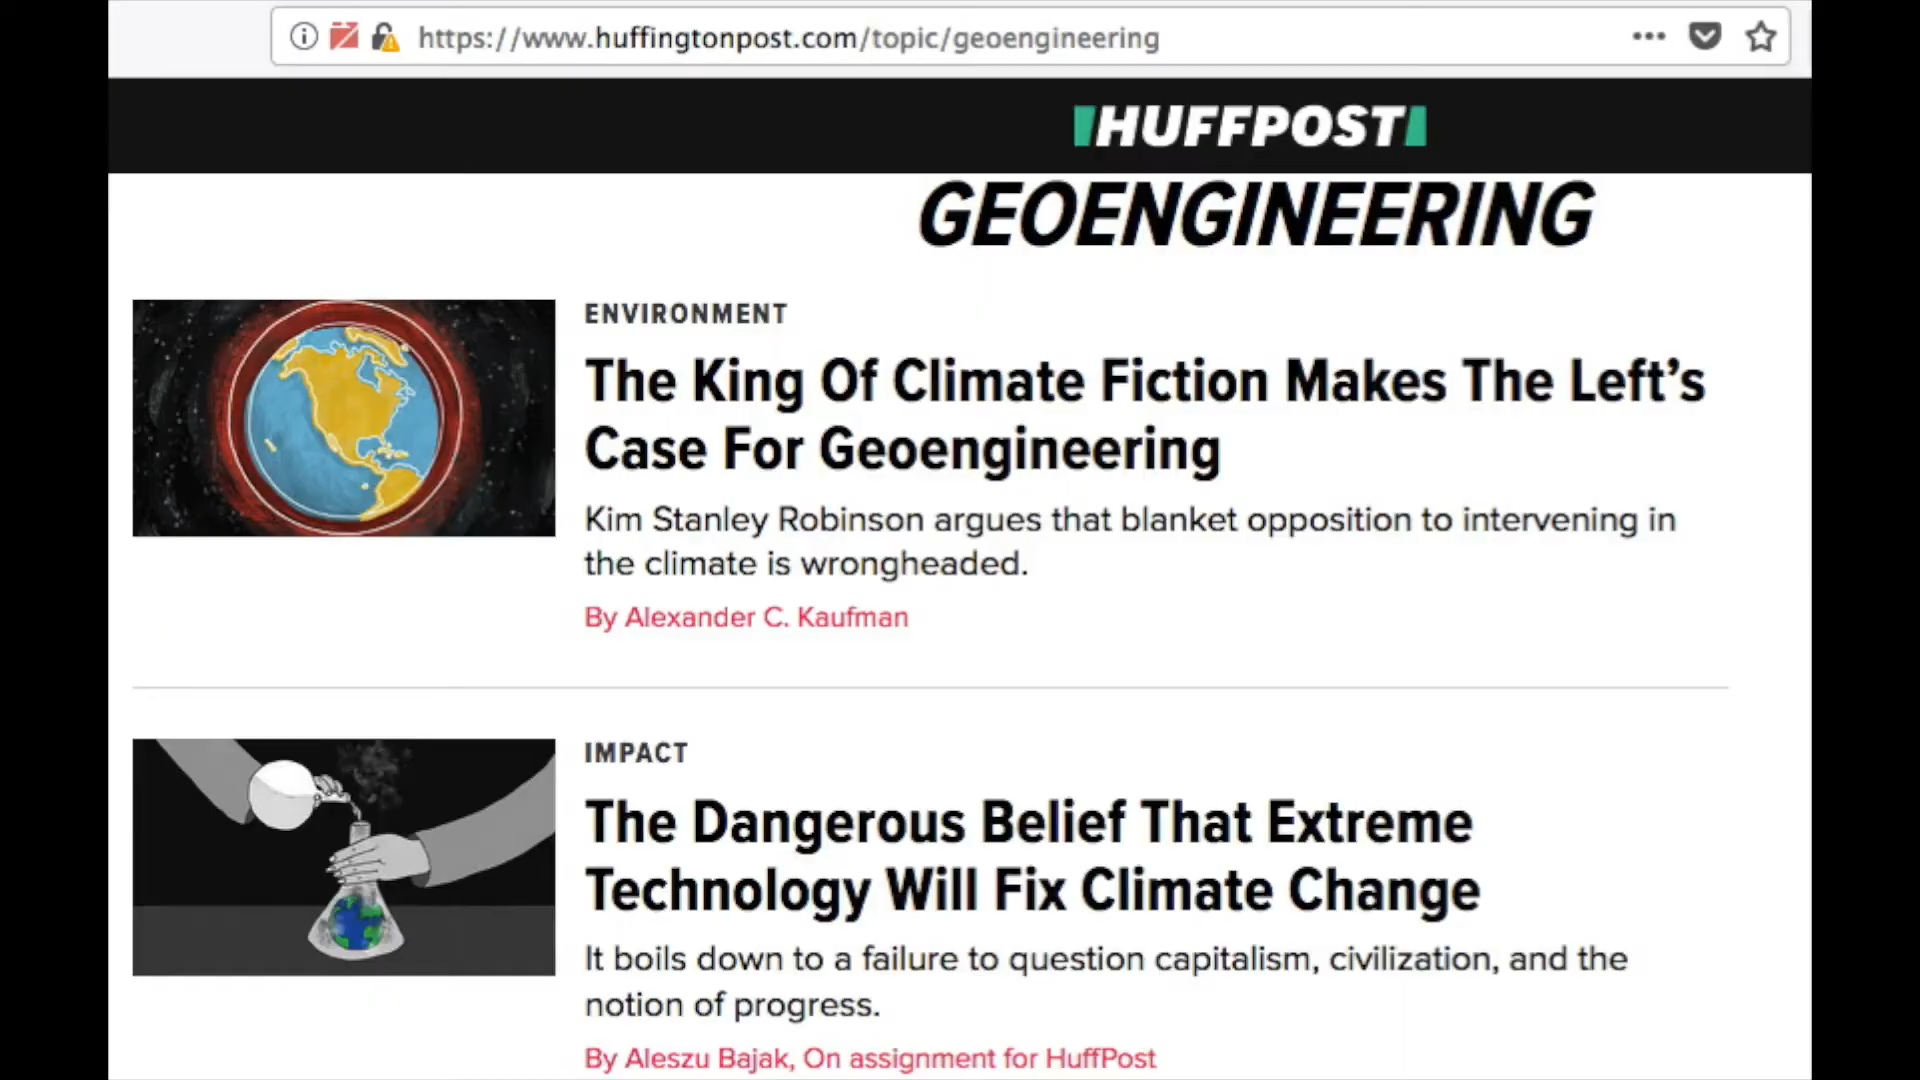 https://www.huffingtonpost.com/topic/geoengineering
HUFFPOST
GEOENGINEERING
ENVIRONMENT
The King Of Climate Fiction Makes The Left’s
Case For Geoengineering
Kim Stanley Robinson argues that blanket opposition to intervening in
the climate is wrongheaded.
By Alexander C. Kaufman
IMPACT
The Dangerous Belief That Extreme
Technology Will Fix Climate Change
It boils down to a failure to question capitalism, civilization, and the
notion of progress.
By Aleszu Bajak, On assignment for HuffPost